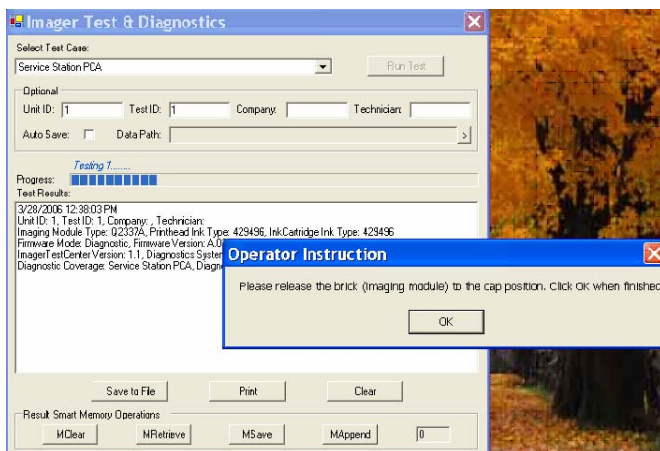 Imager Test & Diagnostics
Select Test Case:
Service Station PCA
Run Test
Optional
Unit ID: 1 Test ID: 1 Company: Technician:
Auto Save: Data Path: >
Testing 1........
Progress:
Test Results:
3/28/2006 12:38:03 PM
Unit ID: 1, Test ID: 1, Company: , Technician:
Imaging Module Type: Q2337A, Printhead Ink Type: 429496, InkCartridge Ink Type: 429496
Firmware Mode: Diagnostic, Firmware Version: A.0
ImagerTestCenter Version: 1.1, Diagnostics System
Diagnostic Coverage: Service Station PCA, Diagn
Operator Instruction
Please release the brick (imaging module) to the cap position. Click OK when finished
OK
Save to File Print Clear
Result Smart Memory Operations
MClear MRetrieve MSave MAppend 0